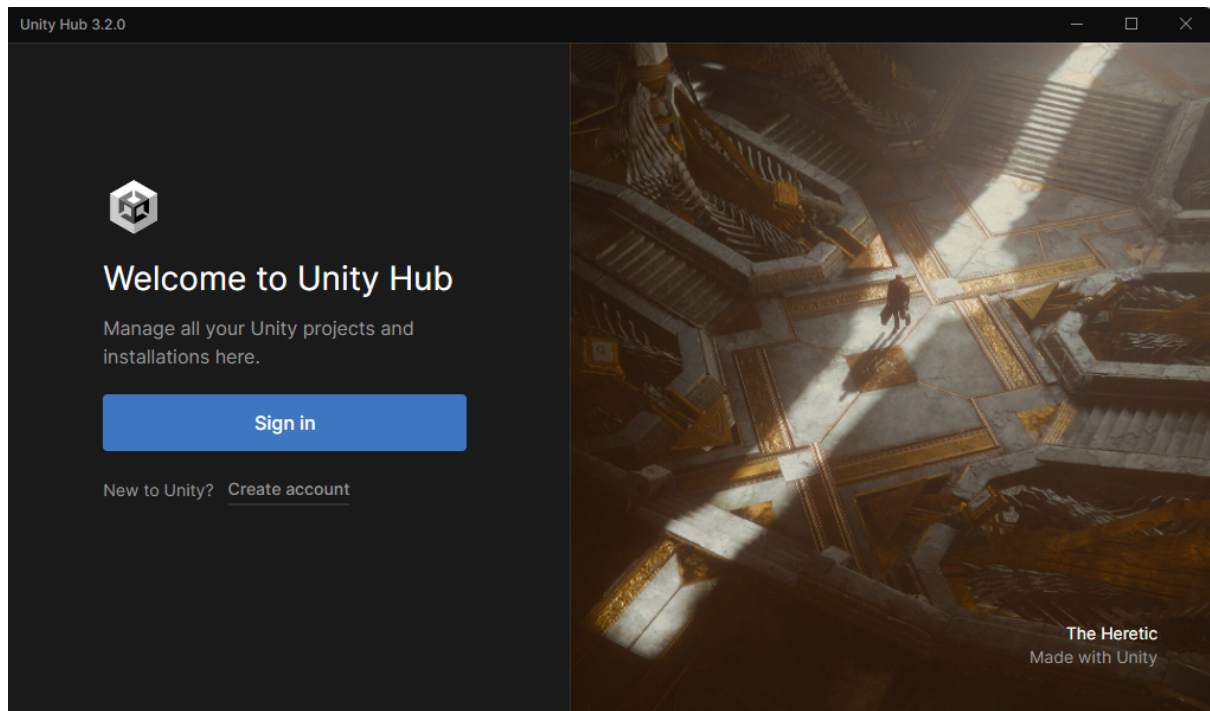 Unity Hub 3.2.0
Welcome to Unity Hub
Manage all your Unity projects and
installations here.
Sign in
New to Unity? Create account
The Heretic
Made with Unity